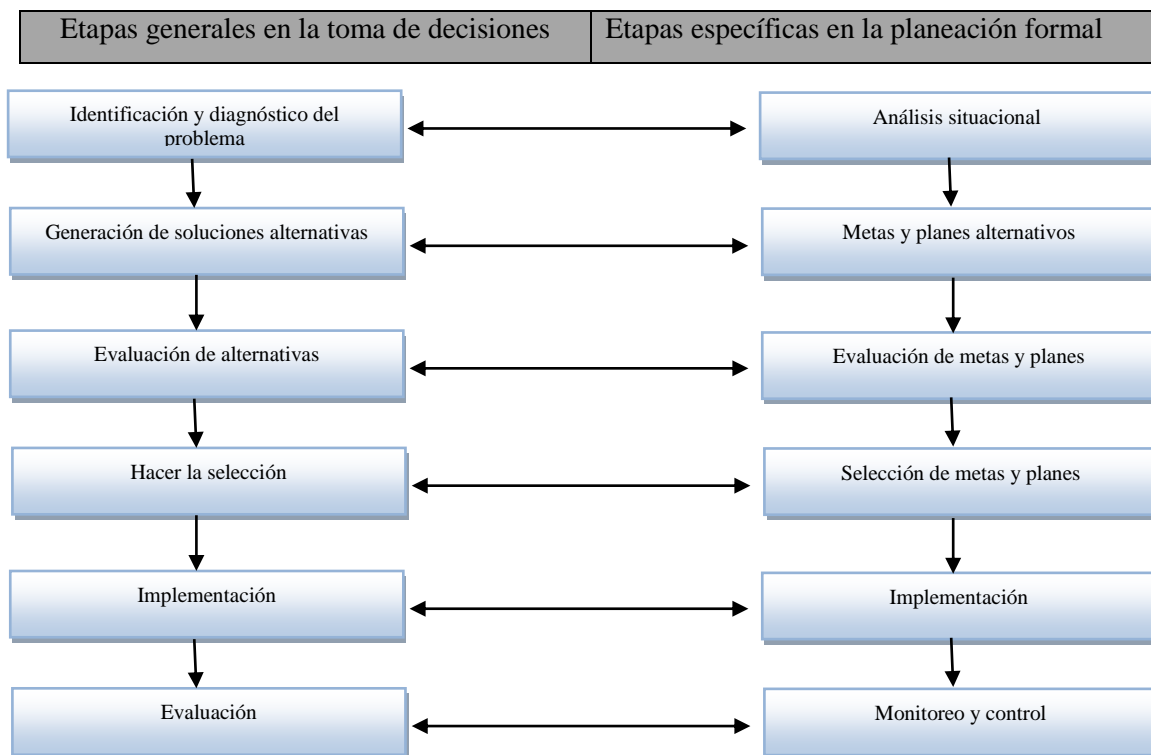 Etapas generales en la toma de decisiones
Etapas específicas en la planeación formal
Identificación y diagnóstico del
problema
Análisis situacional
Generación de soluciones alternativas
Metas y planes alternativos
Evaluación de alternativas
Evaluación de metas y planes
Hacer la selección
Selección de metas y planes
Implementación
Implementación
Evaluación
Monitoreo y control